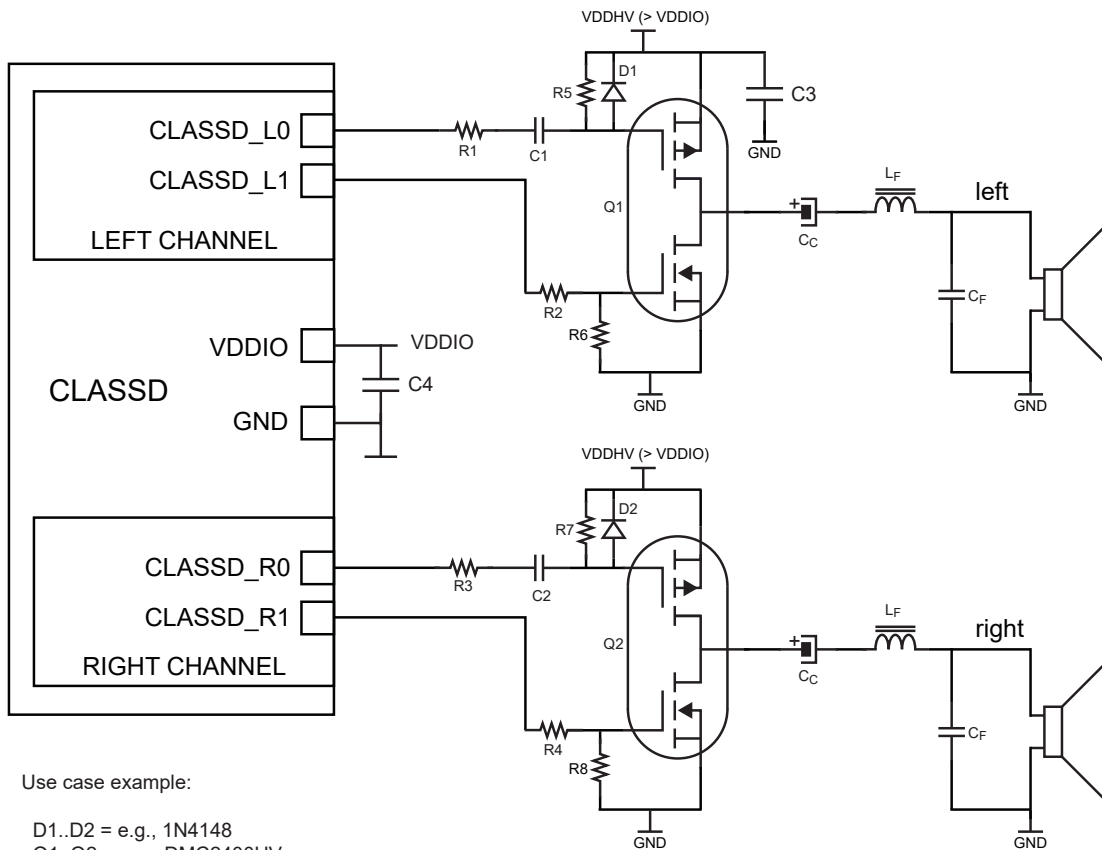 VDDHV (> VDDIO)
D1
R5
C3
CLASSD_L0
R1
C1
GND
CLASSD_L1
LF
left
Q1
LEFT CHANNEL
CC
R2
CF
R6
VDDIO
VDDIO
CLASSD
C4
GND
GND
GND
VDDHV (> VDDIO)
D2
R7
CLASSD_R0
R3
C2
CLASSD_R1
LF
right
Q2
RIGHT CHANNEL
CC
R4
CF
R8
Use case example:
D1..D2 = e.g., 1N4148
GND
GND